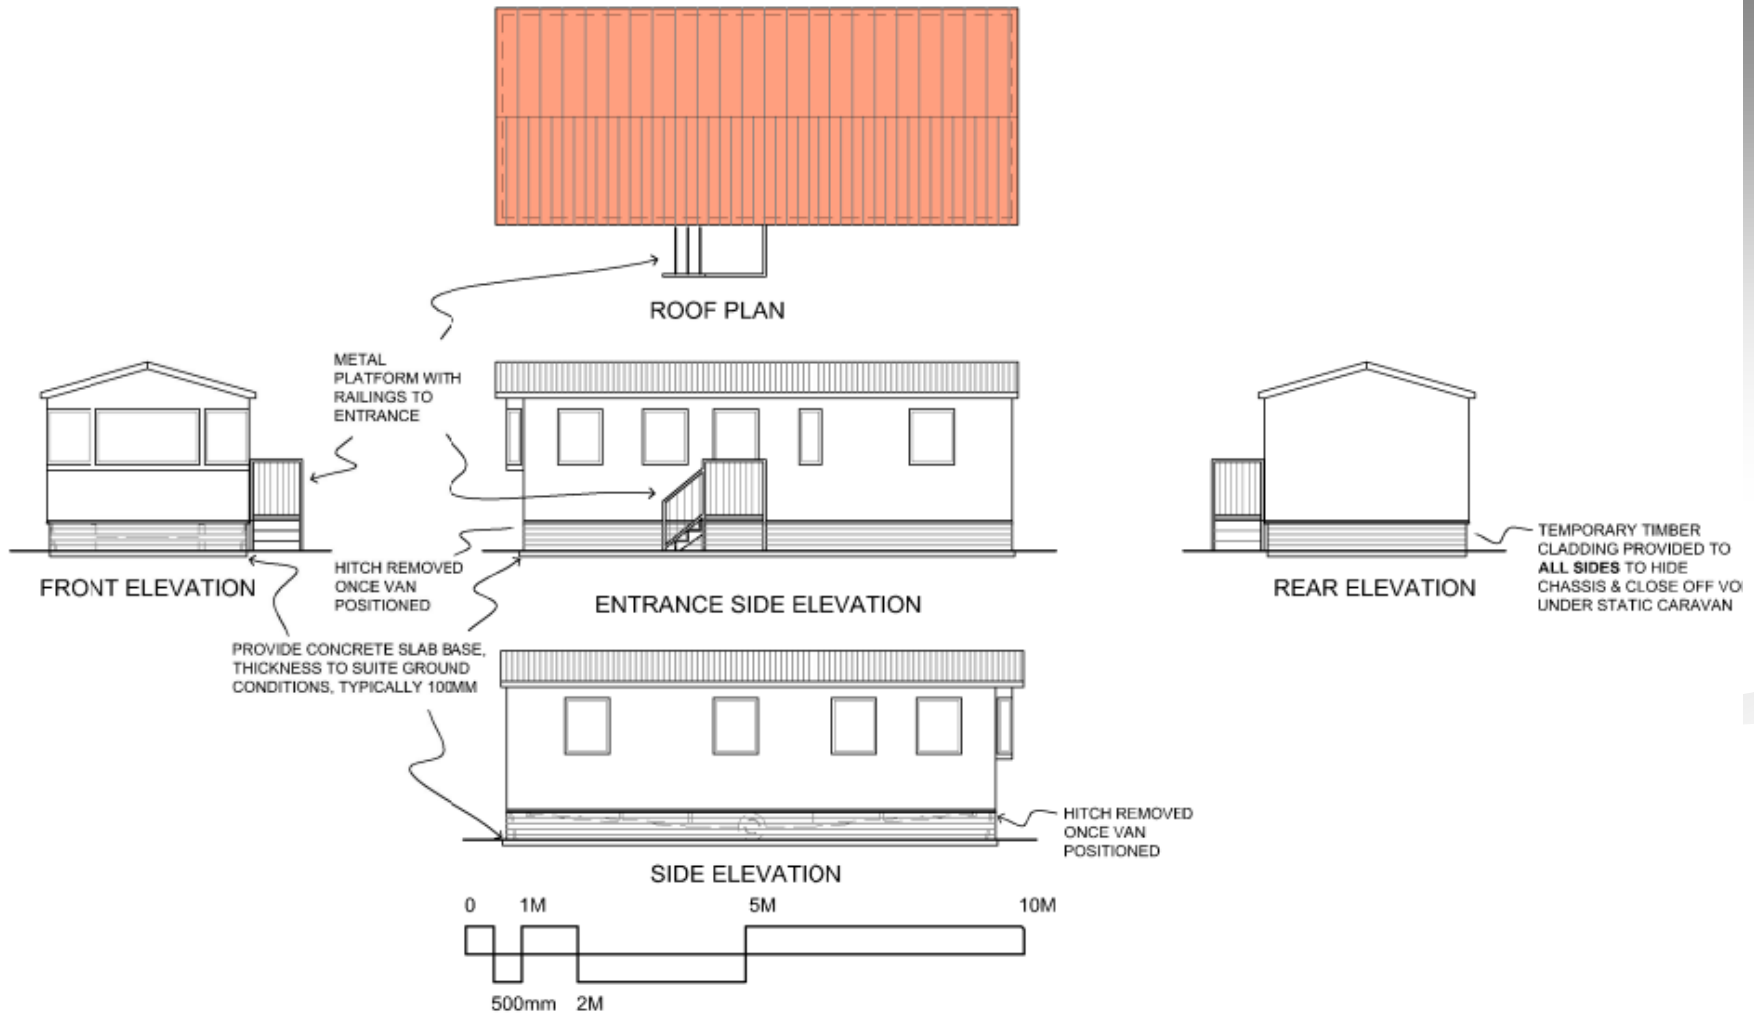 ROOF PLAN
METAL
PLATFORM WITH
RAILINGS TO
ENTRANCE
FRONT ELEVATION
HITCH REMOVED
ONCE VAN
POSITIONED
ENTRANCE SIDE ELEVATION
REAR ELEVATION
TEMPORARY TIMBER
CLADDING PROVIDED TO
ALL SIDES TO HIDE
CHASSIS & CLOSE OFF VO
UNDER STATIC CARAVAN
PROVIDE CONCRETE SLAB BASE,
THICKNESS TO SUITE GROUND
CONDITIONS, TYPICALLY 100MM
HITCH REMOVED
ONCE VAN
POSITIONED
SIDE ELEVATION
0 1M 5M 10M
500mm 2M